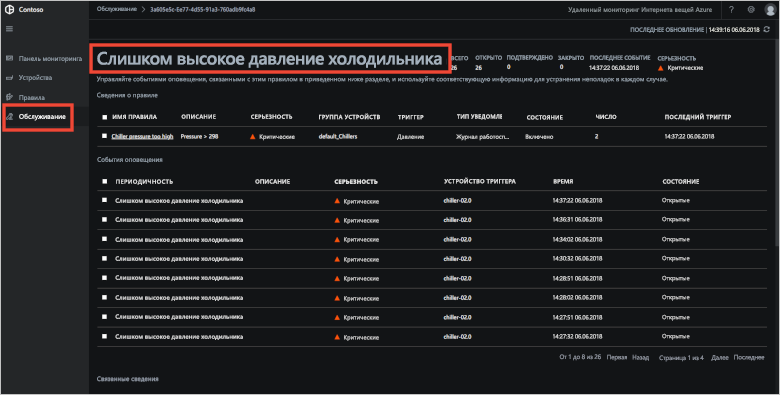 Contoso
Обслуживание > 3a605e5c-Ee77-4d55-91a3-760adb9fc4a8
Удаленный мониторинг Интернета вещей Azure
?
ПОСЛЕДНЕЕ ОБНОВЛЕНИЕ | 14:39:16 06.06.2018
Панель мониторинга
Устройства
Правила
Обслуживание
Слишком высокое давление холодильника
ВСЕГО ОТКРЫТО ПОДТВЕРЖДЕНО ЗАКРЫТО ПОСЛЕДНЕЕ СОБЫТИЕ СЕРЬЕЗНОСТЬ
26 26 0 0 14:37:22 06.06.2018 Критические
Управляйте событиями оповещения, связанными с этим правилом в приведенном ниже разделе, и используйте соответствующую информацию для устранения неполадок в каждом случае.
Сведения о правиле
ИМЯ ПРАВИЛА ОПИСАНИЕ СЕРЬЕЗНОСТЬ ГРУППА УСТРОЙСТВ ТРИГГЕР ТИП УВЕДОМЛЕ СОСТОЯНИЕ ЧИСЛО ПОСЛЕДНИЙ ТРИГГЕР
Chiller pressure too high Pressure > 298 Критические default_Chillers Давление Журнал работосп... Включено 2 14:37:22 06.06.2018
События оповещения
ПЕРИОДИЧНОСТЬ ОПИСАНИЕ СЕРЬЕЗНОСТЬ УСТРОЙСТВО ТРИГГЕРА ВРЕМЯ СОСТОЯНИЕ
Слишком высокое давление холодильника Критические chiller-02.0 14:37:22 06.06.2018 Открытые
Слишком высокое давление холодильника Критические chiller-02.0 14:36:31 06.06.2018 Открытые
Слишком высокое давление холодильника Критические chiller-02.0 14:34:02 06.06.2018 Открытые
Слишком высокое давление холодильника Критические chiller-02.0 14:30:32 06.06.2018 Открытые
Слишком высокое давление холодильника Критические chiller-02.0 14:28:51 06.06.2018 Открытые
Слишком высокое давление холодильника Критические chiller-02.0 14:28:02 06.06.2018 Открытые
Слишком высокое давление холодильника Критические chiller-02.0 14:27:51 06.06.2018 Открытые
Слишком высокое давление холодильника Критические chiller-02.0 14:27:32 06.06.2018 Открытые
От 1 до 8 из 26 Первая Назад Страница 1 из 4 Далее Последнее
Связанные сведения